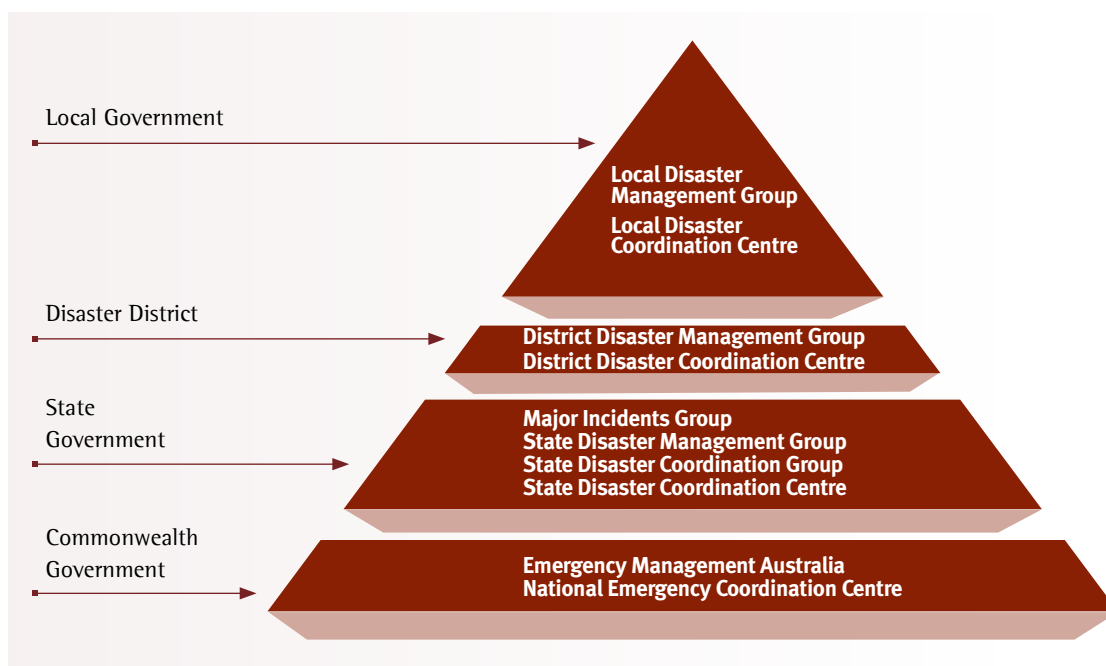 Local Government
Local Disaster
Management Group
Local Disaster
Coordination Centre
Disaster District
District Disaster Management Group
District Disaster Coordination Centre
State
Government
Major Incidents Group
State Disaster Management Group
State Disaster Coordination Group
State Disaster Coordination Centre
Commonwealth
Government
Emergency Management Australia
National Emergency Coordination Centre